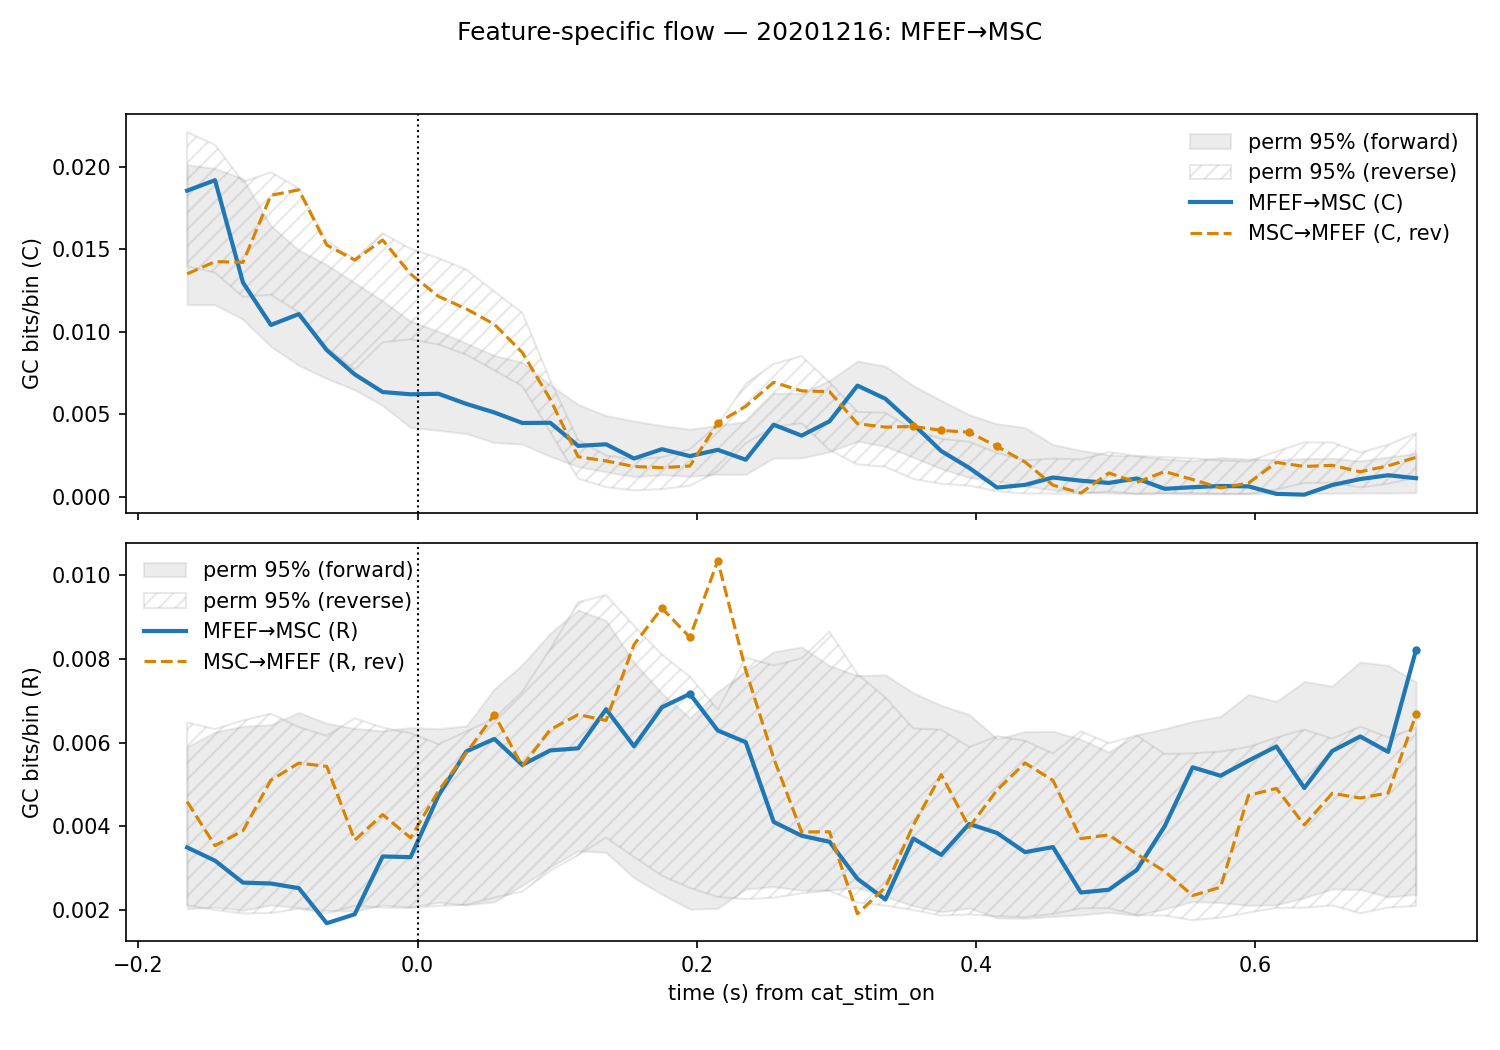 Feature-specific flow — 20201216: MFEF→MSC
GC bits/bin (C)
0.020
0.015
0.010
0.005
0.000
perm 95% (forward)
perm 95% (reverse)
MFEF→MSC (C)
MSC→MFEF (C, rev)
GC bits/bin (R)
0.010
0.008
0.006
0.004
0.002
perm 95% (forward)
perm 95% (reverse)
MFEF→MSC (R)
MSC→MFEF (R, rev)
−0.2 0.0 0.2 0.4 0.6
time (s) from cat_stim_on